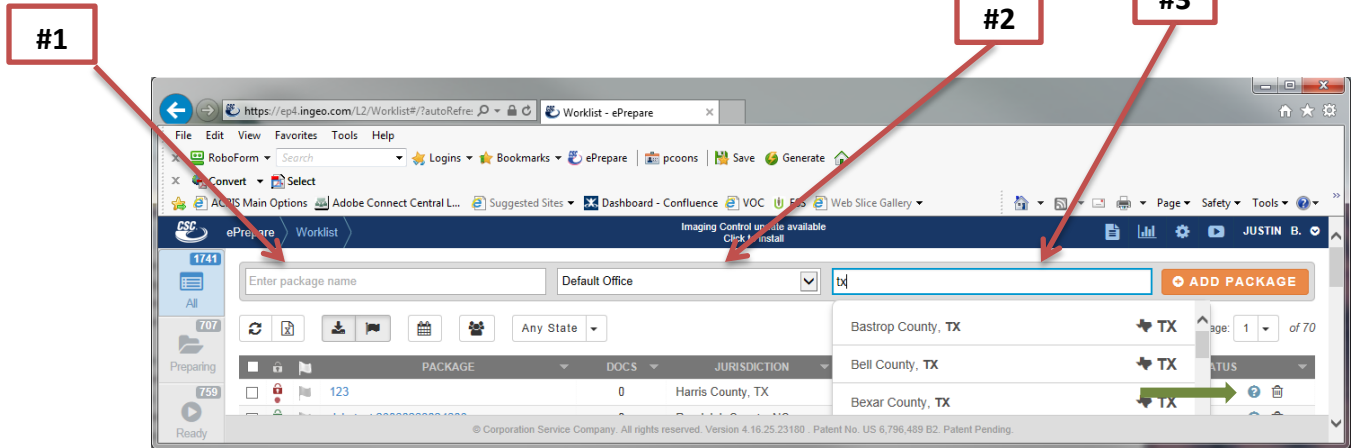 #1
#2
#3
https://ep4.ingeo.com/L2/Worklist#/?autoRefre:
Worklist - ePrepare
File Edit View Favorites Tools Help
RoboForm Search Logins Bookmarks ePrepare pcoons Save Generate
Convert Select
ACRIS Main Options Adobe Connect Central L... Suggested Sites Dashboard - Confluence VOC Web Slice Gallery Page Safety Tools
CSC ePrepare Worklist Imaging Control update available JUSTIN B.
Click to install
1741
All
Enter package name Default Office tx ADD PACKAGE
707
Preparing
Any State Bastrop County, TX TX age: 1 of 70
PACKAGE DOCS JURISDICTION Bell County, TX TX ATUS
759
Ready
123 0 Harris County, TX Bexar County, TX TX
© Corporation Service Company. All rights reserved. Version 4.16.25.23180 . Patent No. US 6,796,489 B2. Patent Pending.